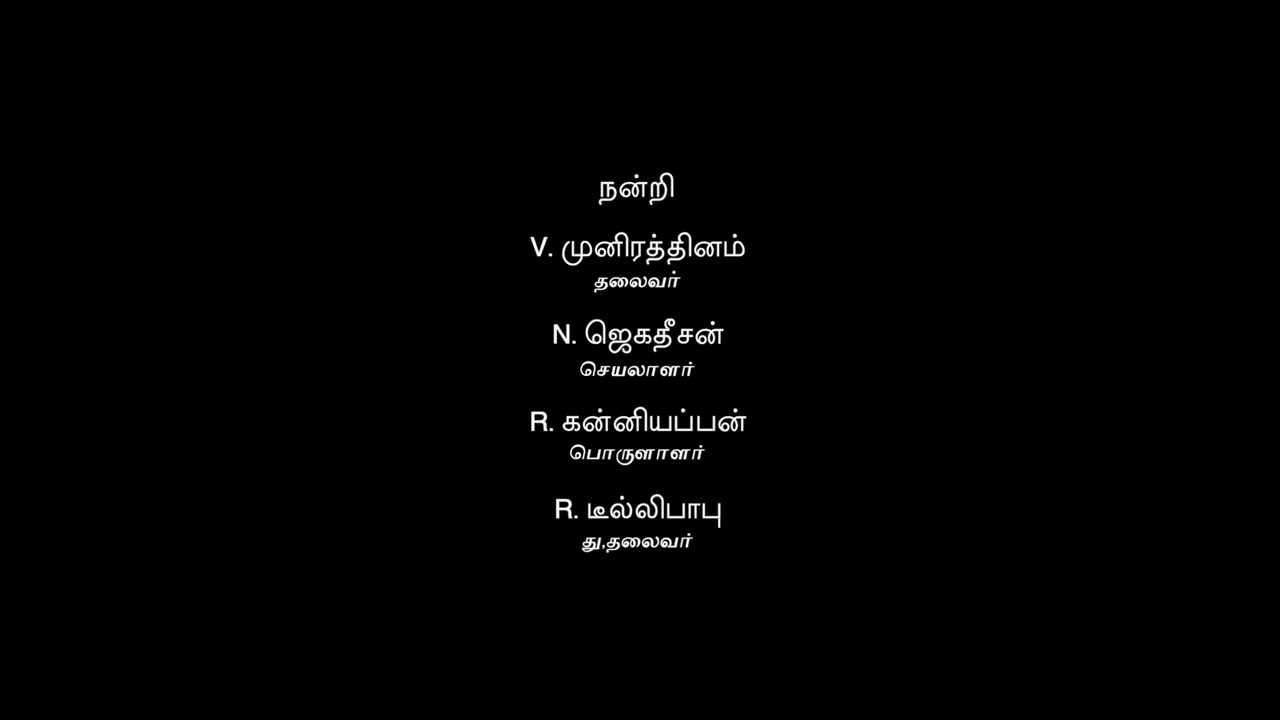 நன்றி
V. முனிரத்தினம்
தலைவர்
N. ஜெகதீசன்
செயலாளர்
R. கன்னியப்பன்
பொருளாளர்
R. டீல்லிபாபு
து,தலைவர்